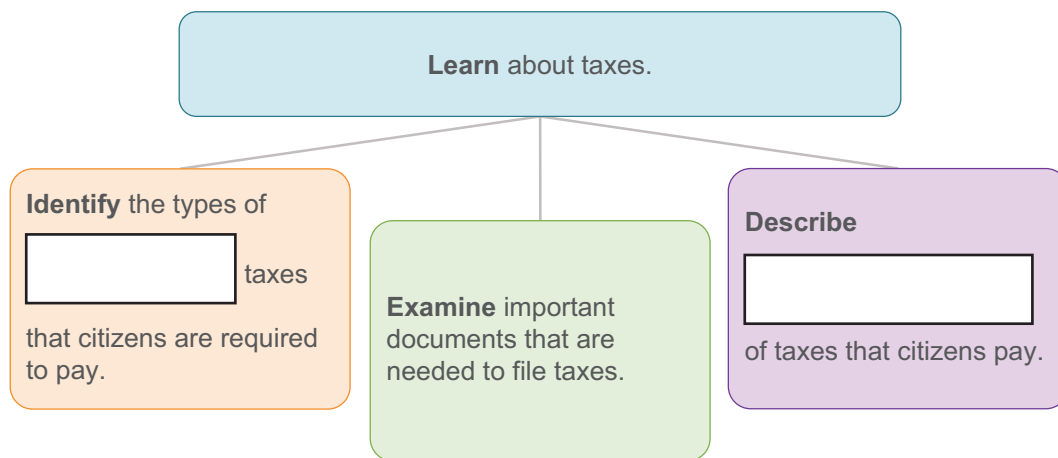 Learn about taxes.
Identify the types of
taxes
that citizens are required
to pay.
Examine important
documents that are
needed to file taxes.
Describe
of taxes that citizens pay.